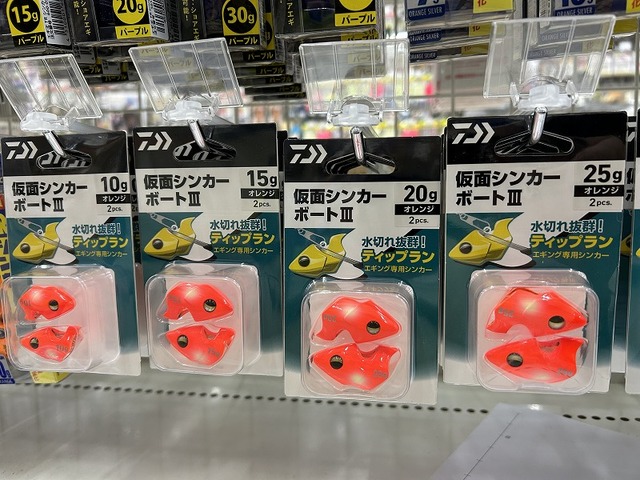 15g
パープル
20g
パープル
30g
パープル
パープル
ORANGE SILVER
ORANGE SILVER
仮面シンカー
ボートⅢ
10g
オレンジ
2pcs.
水切れ抜群!
ティップラン
エギング専用シンカー
仮面シンカー
ボートⅢ
15g
オレンジ
2pcs.
水切れ抜群!
ティップラン
エギング専用シンカー
仮面シンカー
ボートⅢ
20g
オレンジ
2pcs.
水切れ抜群!
ティップラン
エギング専用シンカー
仮面シンカー
ボートⅢ
25g
オレンジ
2pcs.
水切れ抜群!
ティップラン
エギング専用シンカー